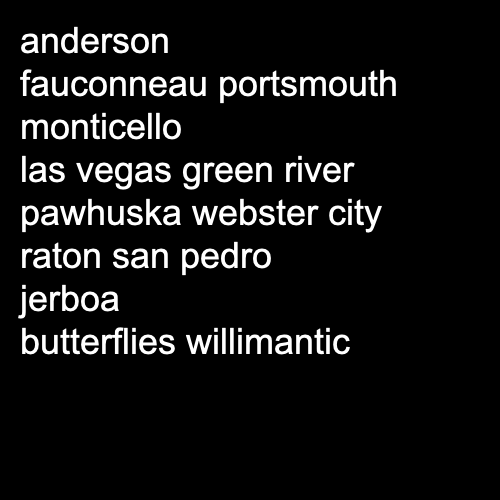 anderson
fauconneau portsmouth
monticello
las vegas green river
pawhuska webster city
raton san pedro
jerboa
butterflies willimantic